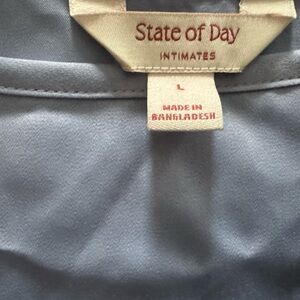 State of Day
INTIMATES
L
MADE IN
BANGLADESH